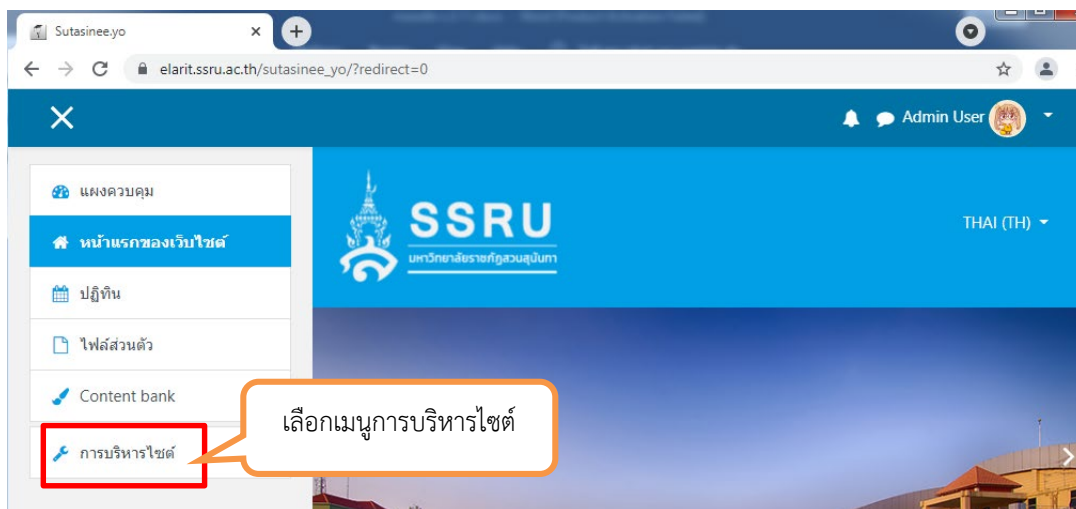 Sutasinee.yo
elarit.ssru.ac.th/sutasinee_yo/?redirect=0
Admin User
แผงควบคุม
หน้าแรกของเว็บไซต์
ปฏิทิน
ไฟล์ส่วนตัว
Content bank
การบริหารไซต์
SSRU
มหาวิทยาลัยราชภัฏสวนสุนันทา
THAI (TH)
เลือกเมนูการบริหารไซต์